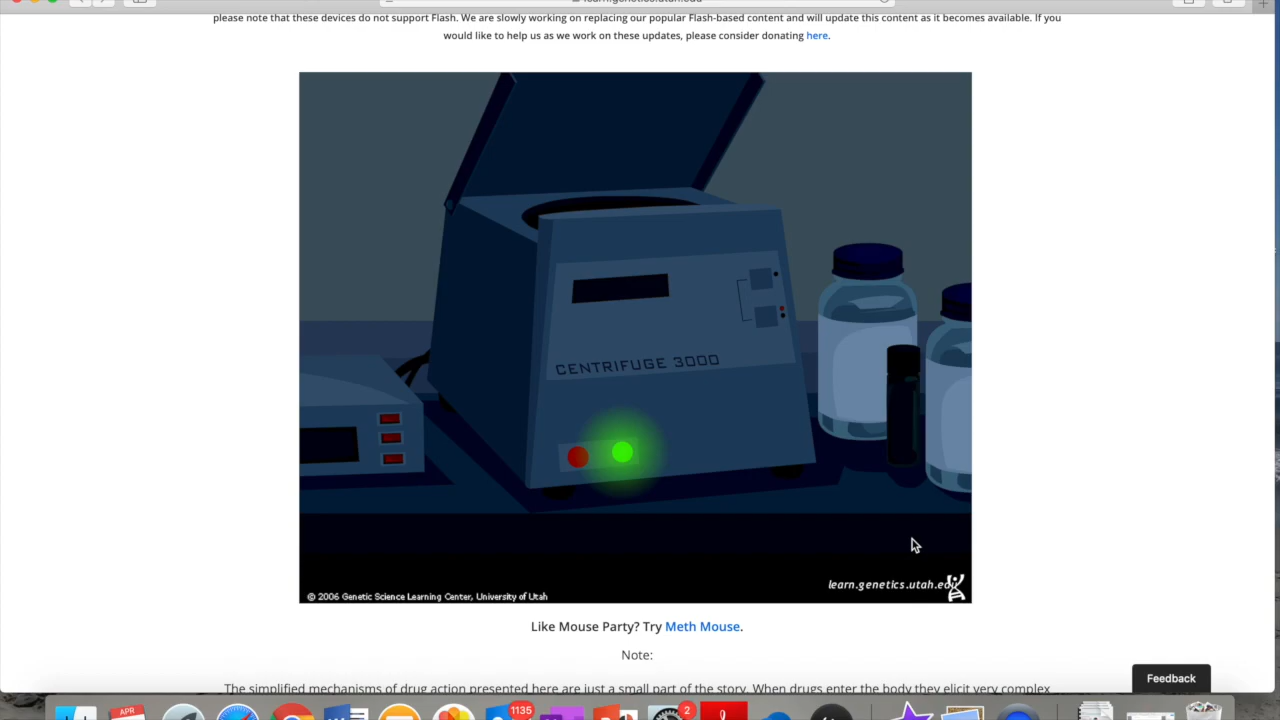 please note that these devices do not support Flash. We are slowly working on replacing our popular Flash-based content and will update this content as it becomes available. If you
would like to help us as we work on these updates, please consider donating here.
CENTRIFUGE 3000
learn.genetics.utah.edu
© 2006 Genetic Science Learning Center, University of Utah
Like Mouse Party? Try Meth Mouse.
Note:
Feedback
The simplified mechanisms of drug action presented here are just a small part of the story. When drugs enter the body they elicit very complex
APR
1135
2